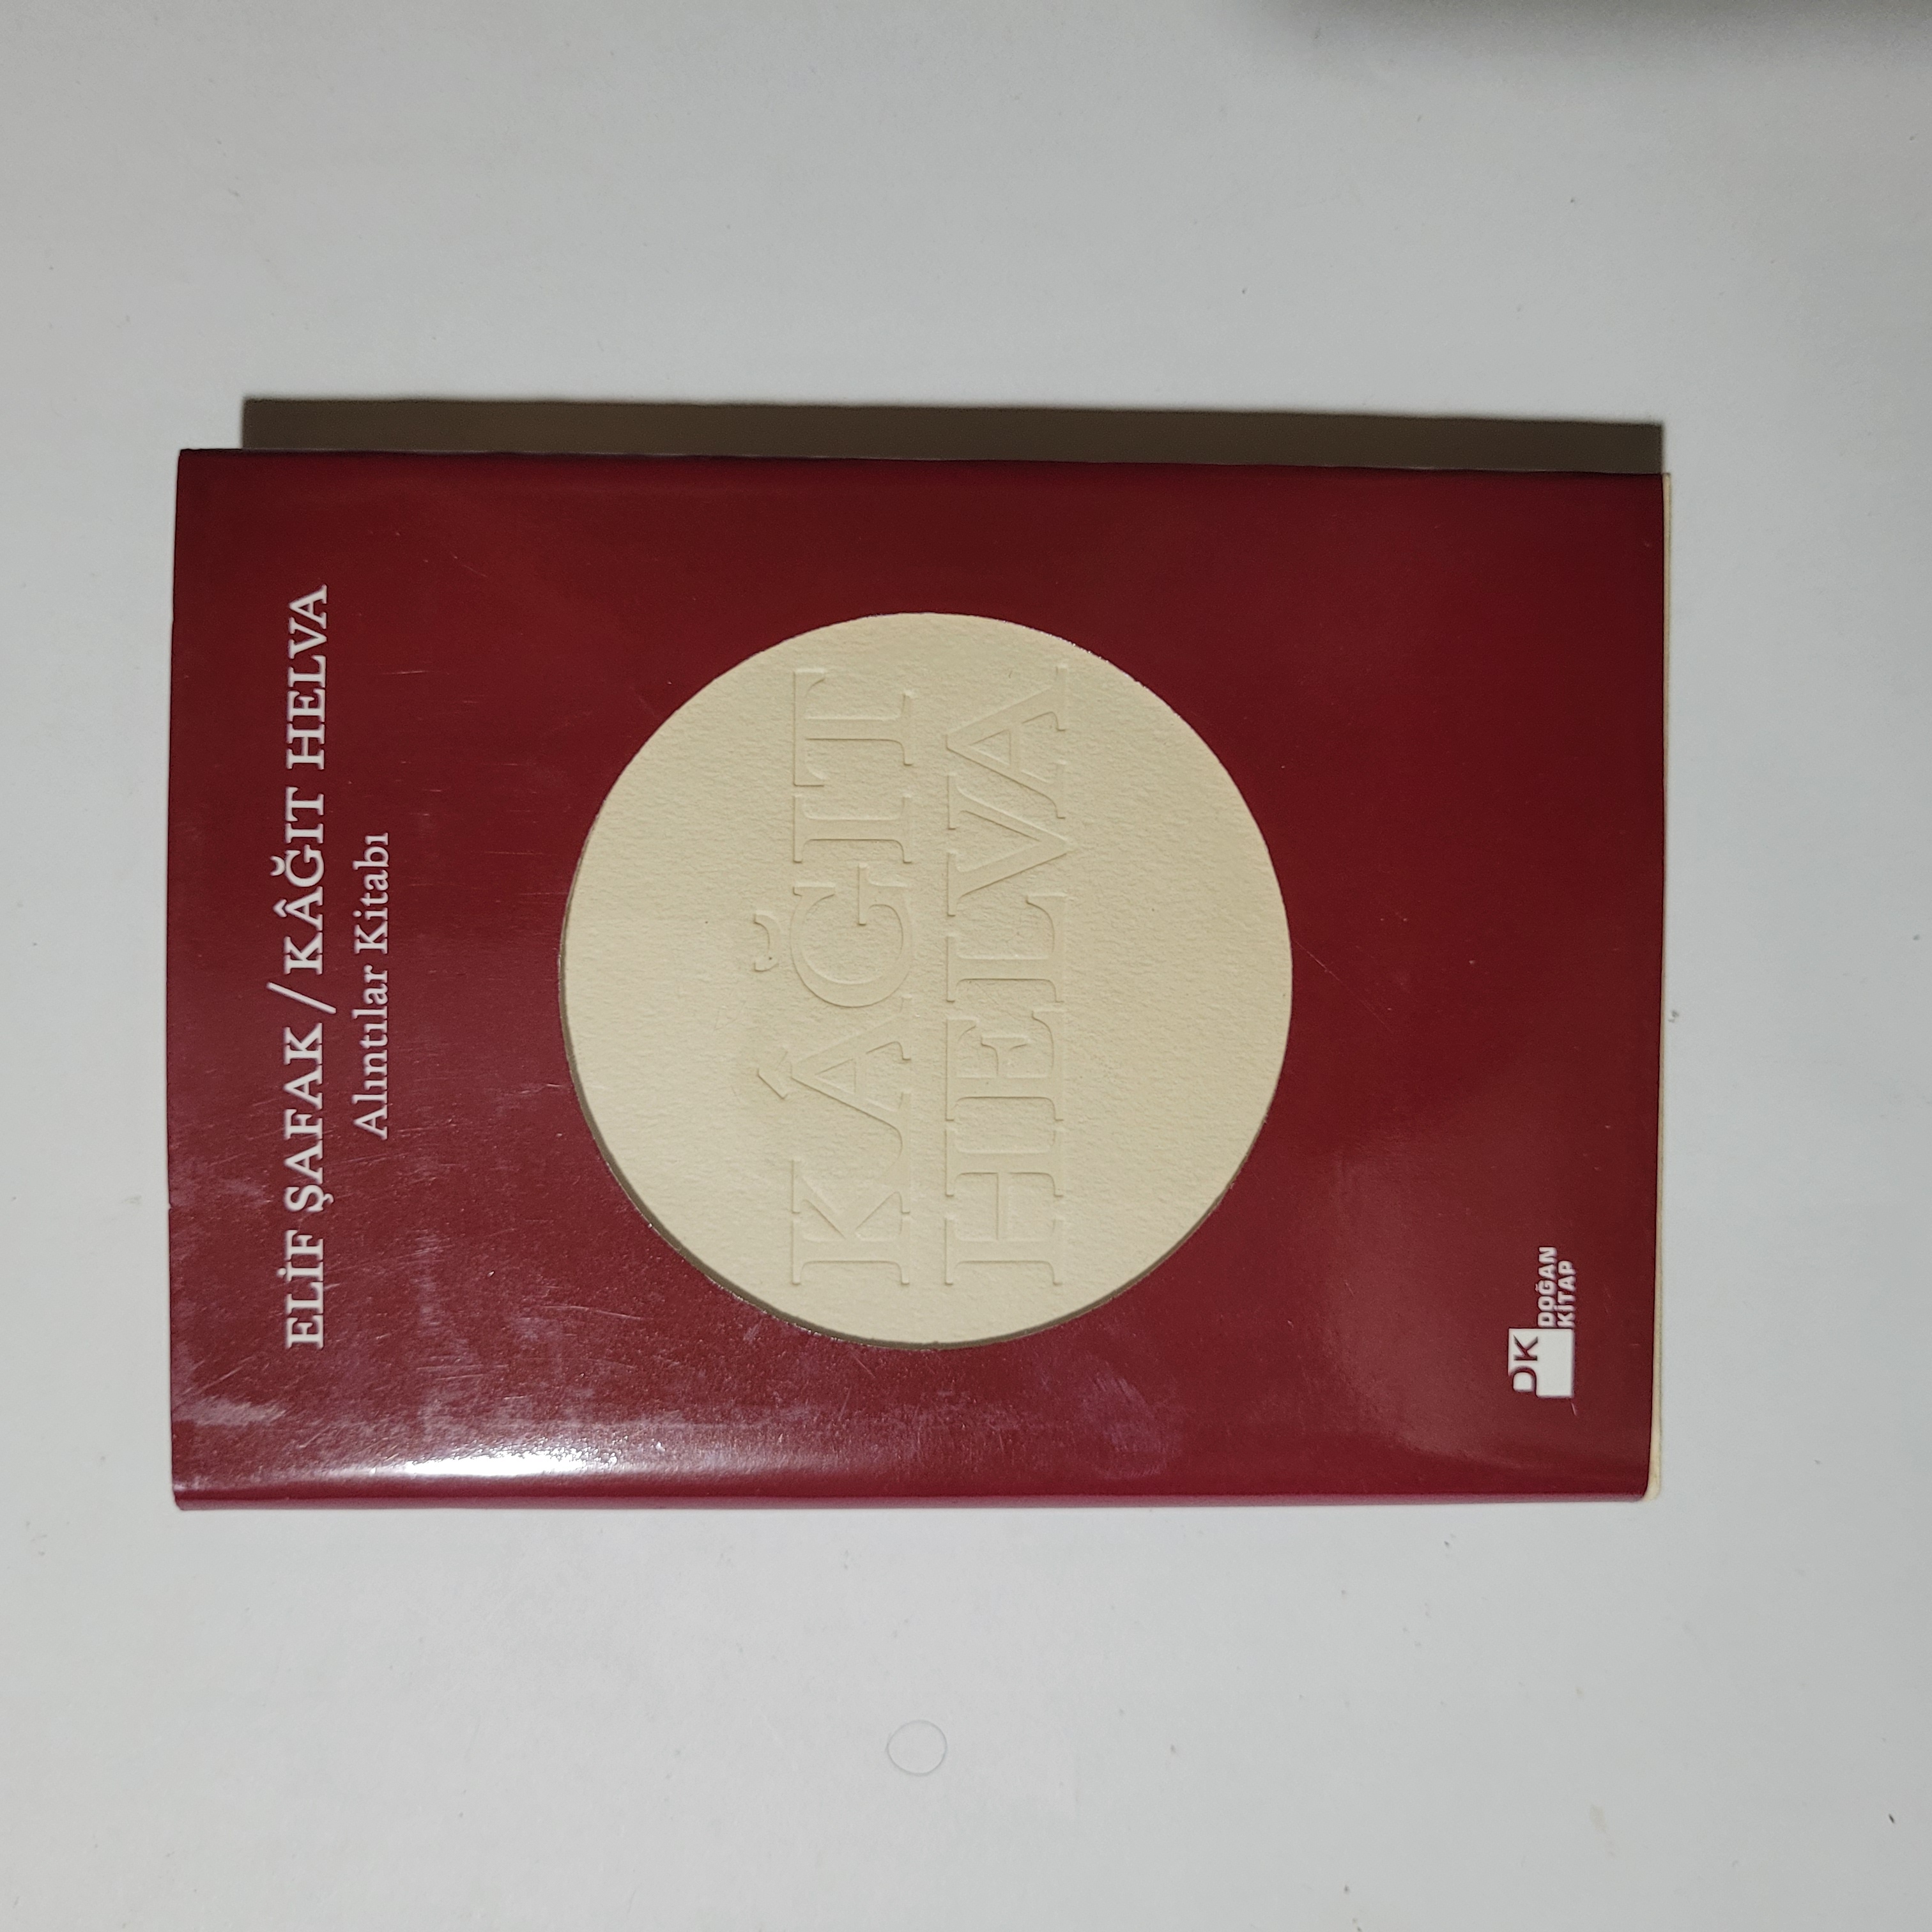 ELİF ŞAFAK / KÂĞIT HELVA
Alıntılar Kitabı
KÂĞIT
HELVA
DK
DOĞAN
KİTAP